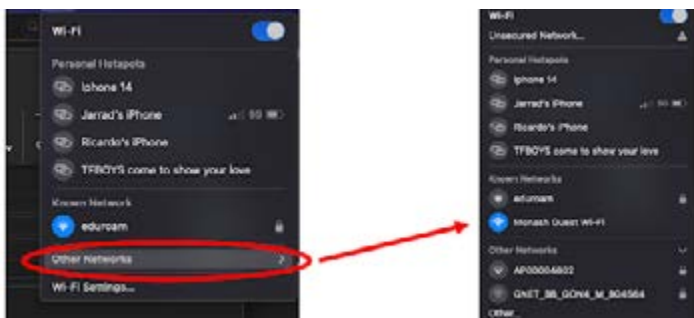 Wi-Fi
Personal Hotspots
Iphone 14
Jarrad's iPhone 5G
Ricardo's iPhone
TFBOYS come to show your love
Known Network
eduroam
Other Networks
Wi-Fi Settings...
Wi-Fi
Unsecured Network...
Personal Hotspots
Iphone 14
Jarrad's iPhone
Ricardo's iPhone
TFBOYS come to show your love
Known Networks
eduroam
Monash Guest Wi-Fi
Other Networks
Other...